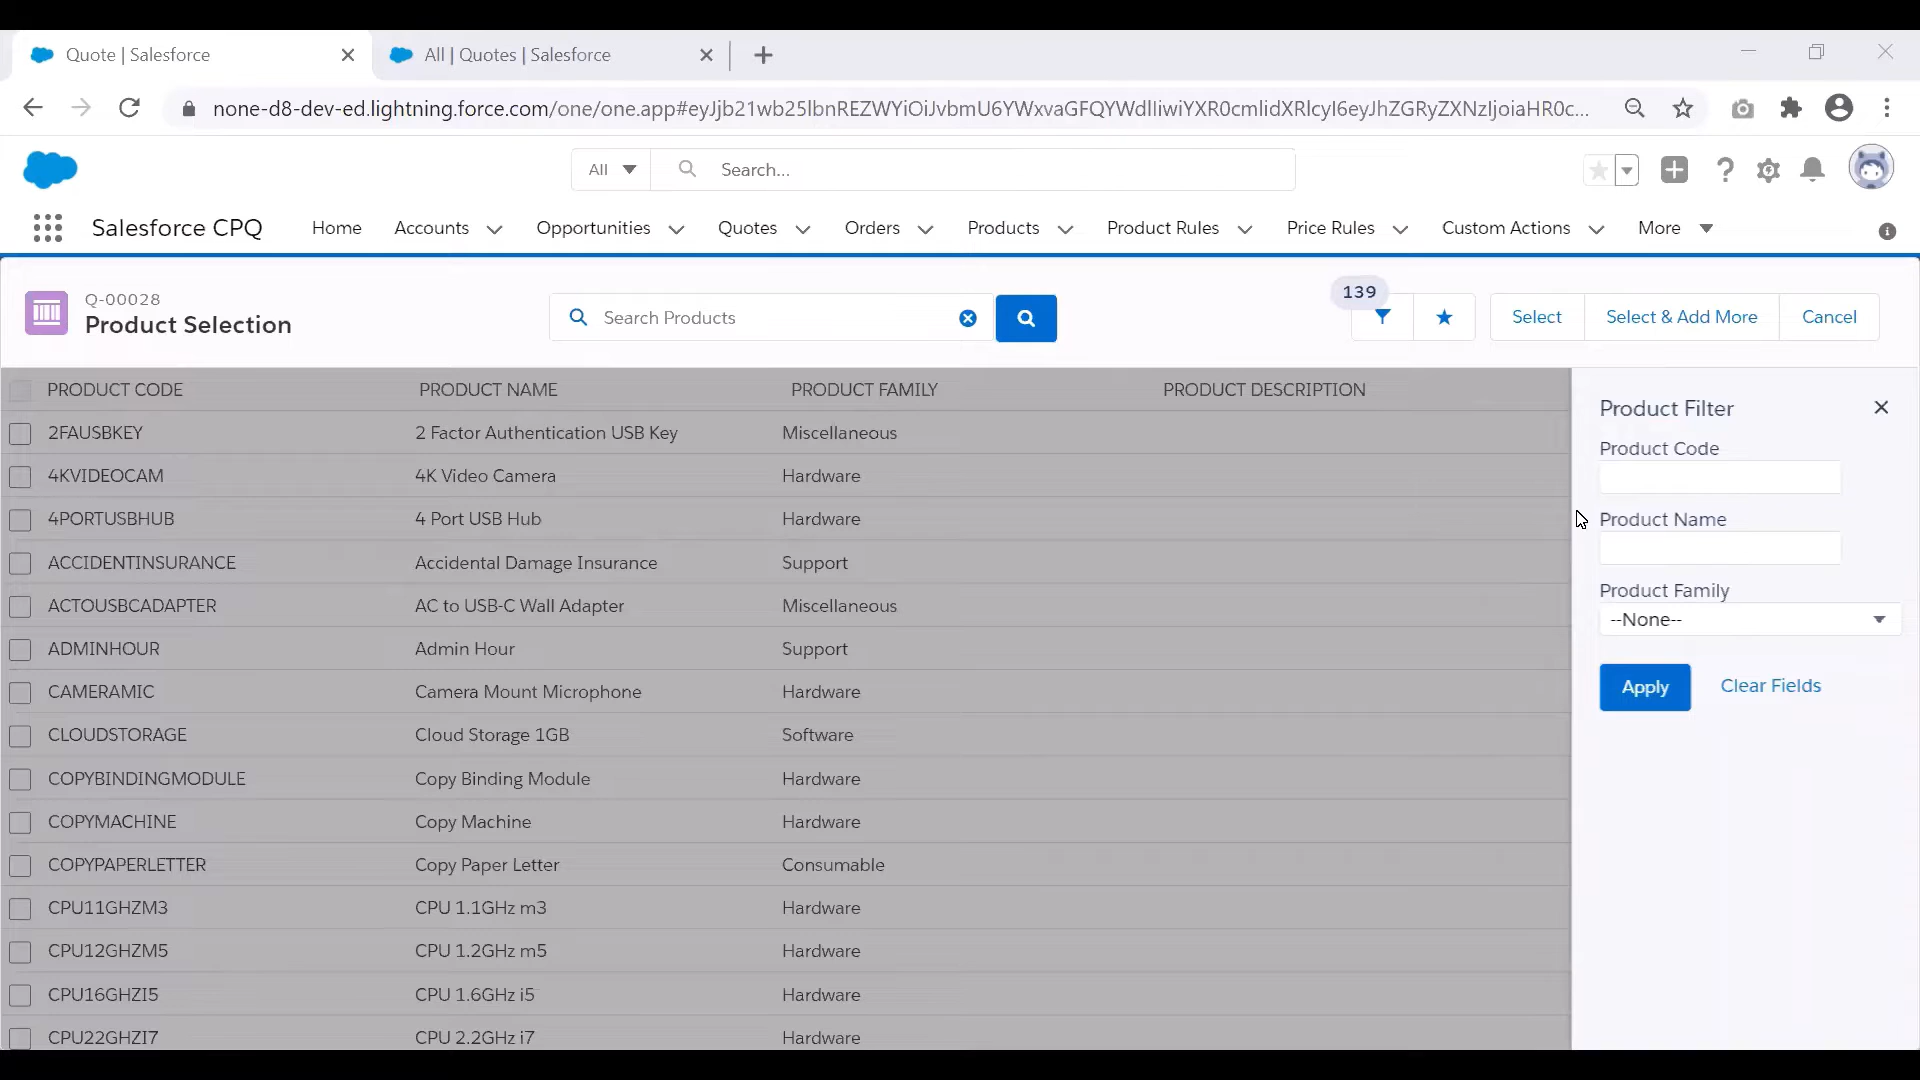 Quote | Salesforce
All | Quotes | Salesforce
none-d8-dev-ed.lightning.force.com/one/one.app#
All
Search...
Salesforce CPQ
Home
Accounts
Opportunities
Quotes
Orders
Products
Product Rules
Price Rules
Custom Actions
More
Q-00028
Product Selection
Search Products
139
Select
Select & Add More
Cancel
PRODUCT CODE PRODUCT NAME PRODUCT FAMILY PRODUCT DESCRIPTION
2FAUSBKEY 2 Factor Authentication USB Key Miscellaneous
4KVIDEOCAM 4K Video Camera Hardware
4PORTUSBHUB 4 Port USB Hub Hardware
ACCIDENTINSURANCE Accidental Damage Insurance Support
ACTOUSBCADAPTER AC to USB-C Wall Adapter Miscellaneous
ADMINHOUR Admin Hour Support
CAMERAMIC Camera Mount Microphone Hardware
CLOUDSTORAGE Cloud Storage 1GB Software
COPYBINDINGMODULE Copy Binding Module Hardware
COPYMACHINE Copy Machine Hardware
COPYPAPERLETTER Copy Paper Letter Consumable
CPU11GHZM3 CPU 1.1GHz m3 Hardware
CPU12GHZM5 CPU 1.2GHz m5 Hardware
CPU16GHZI5 CPU 1.6GHz i5 Hardware
CPU22GHZI7 CPU 2.2GHz i7 Hardware
Product Filter
Product Code
Product Name
Product Family
--None--
Apply
Clear Fields